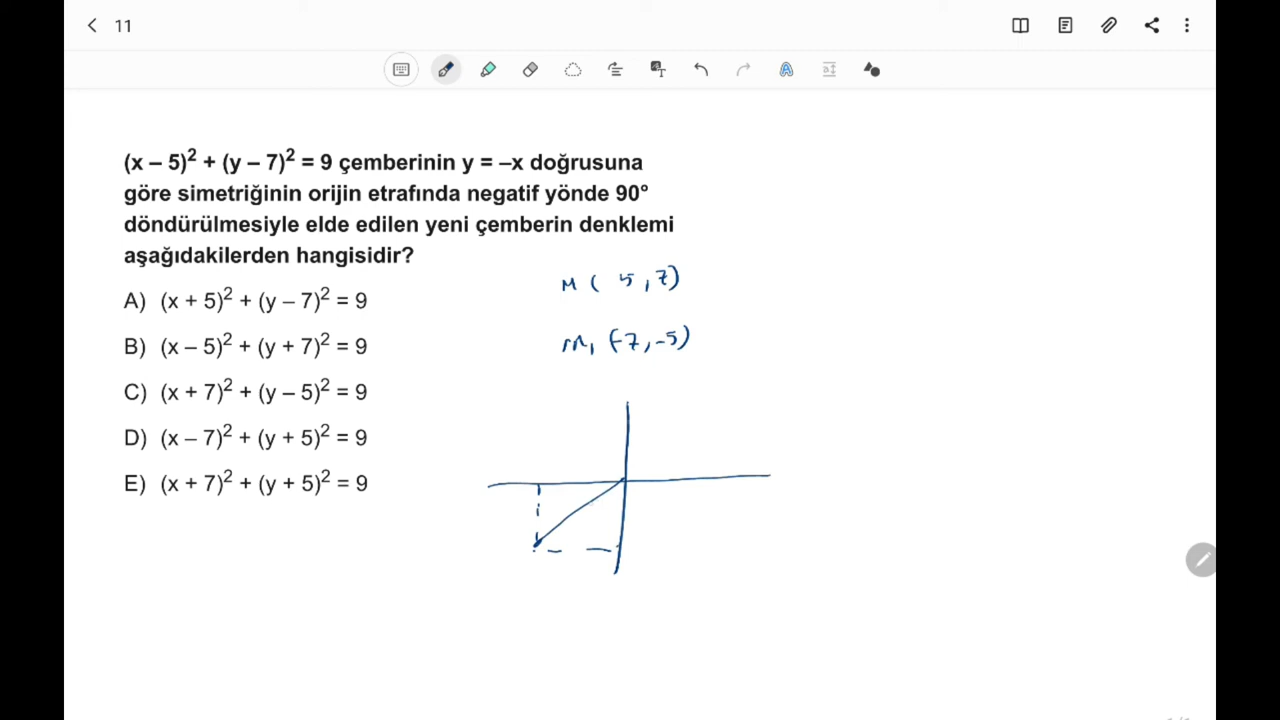 11
(x – 5)² + (y – 7)² = 9 çemberinin y = –x doğrusuna
göre simetriğinin orijin etrafında negatif yönde 90°
döndürülmesiyle elde edilen yeni çemberin denklemi
aşağıdakilerden hangisidir?
M ( 5 , 7 )
A) (x + 5)² + (y – 7)² = 9
M₁ (-7, -5)
B) (x – 5)² + (y + 7)² = 9
C) (x + 7)² + (y – 5)² = 9
D) (x – 7)² + (y + 5)² = 9
E) (x + 7)² + (y + 5)² = 9